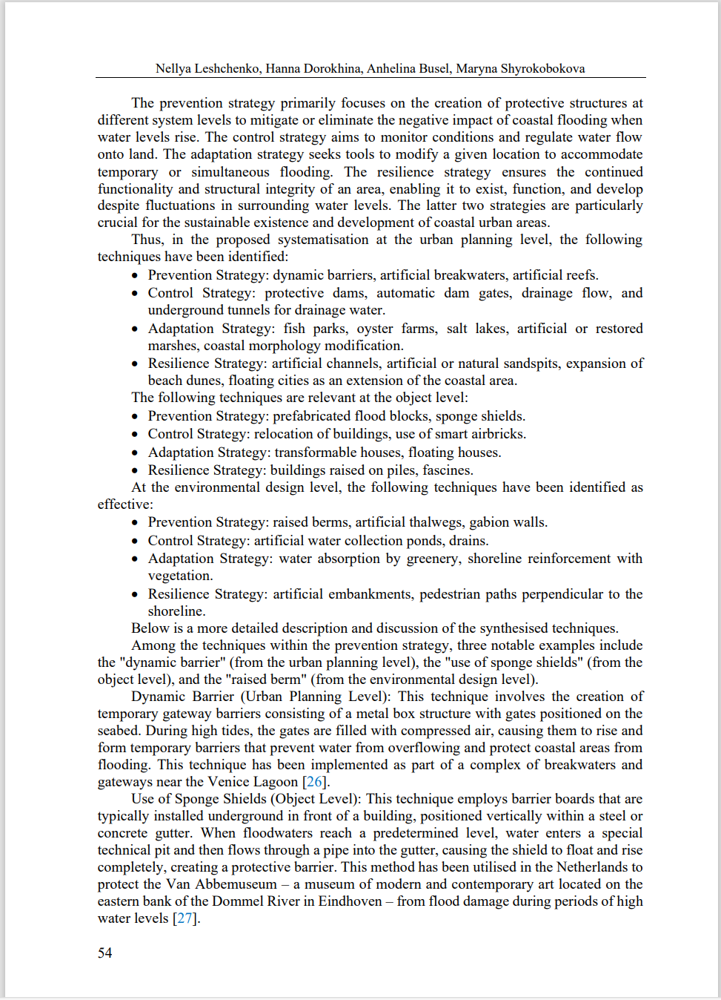 Nellya Leshchenko, Hanna Dorokhina, Anhelina Busel, Maryna Shyrokobokova
The prevention strategy primarily focuses on the creation of protective structures at
different system levels to mitigate or eliminate the negative impact of coastal flooding when
water levels rise. The control strategy aims to monitor conditions and regulate water flow
onto land. The adaptation strategy seeks tools to modify a given location to accommodate
temporary or simultaneous flooding. The resilience strategy ensures the continued
functionality and structural integrity of an area, enabling it to exist, function, and develop
despite fluctuations in surrounding water levels. The latter two strategies are particularly
crucial for the sustainable existence and development of coastal urban areas.
Thus, in the proposed systematisation at the urban planning level, the following
techniques have been identified:
• Prevention Strategy: dynamic barriers, artificial breakwaters, artificial reefs.
• Control Strategy: protective dams, automatic dam gates, drainage flow, and
underground tunnels for drainage water.
• Adaptation Strategy: fish parks, oyster farms, salt lakes, artificial or restored
marshes, coastal morphology modification.
• Resilience Strategy: artificial channels, artificial or natural sandspits, expansion of
beach dunes, floating cities as an extension of the coastal area.
The following techniques are relevant at the object level:
• Prevention Strategy: prefabricated flood blocks, sponge shields.
• Control Strategy: relocation of buildings, use of smart airbricks.
• Adaptation Strategy: transformable houses, floating houses.
• Resilience Strategy: buildings raised on piles, fascines.
At the environmental design level, the following techniques have been identified as
effective:
• Prevention Strategy: raised berms, artificial thalwegs, gabion walls.
• Control Strategy: artificial water collection ponds, drains.
• Adaptation Strategy: water absorption by greenery, shoreline reinforcement with
vegetation.
• Resilience Strategy: artificial embankments, pedestrian paths perpendicular to the
shoreline.
Below is a more detailed description and discussion of the synthesised techniques.
Among the techniques within the prevention strategy, three notable examples include
the "dynamic barrier" (from the urban planning level), the "use of sponge shields" (from the
object level), and the "raised berm" (from the environmental design level).
Dynamic Barrier (Urban Planning Level): This technique involves the creation of
temporary gateway barriers consisting of a metal box structure with gates positioned on the
seabed. During high tides, the gates are filled with compressed air, causing them to rise and
form temporary barriers that prevent water from overflowing and protect coastal areas from
flooding. This technique has been implemented as part of a complex of breakwaters and
gateways near the Venice Lagoon [26].
Use of Sponge Shields (Object Level): This technique employs barrier boards that are
typically installed underground in front of a building, positioned vertically within a steel or
concrete gutter. When floodwaters reach a predetermined level, water enters a special
technical pit and then flows through a pipe into the gutter, causing the shield to float and rise
completely, creating a protective barrier. This method has been utilised in the Netherlands to
protect the Van Abbemuseum – a museum of modern and contemporary art located on the
eastern bank of the Dommel River in Eindhoven – from flood damage during periods of high
water levels [27].
54